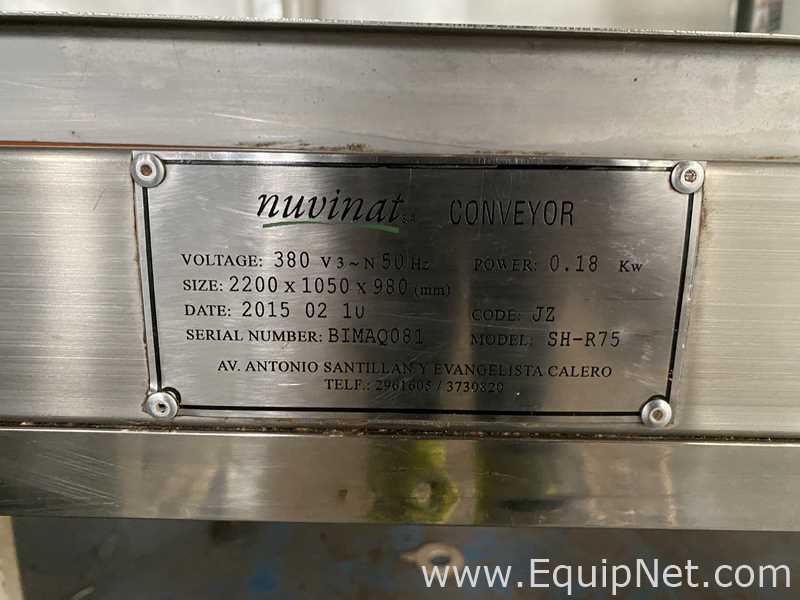 nuvinat s.a. CONVEYOR
VOLTAGE: 380 V 3 ~ N 50 Hz POWER: 0.18 Kw
SIZE: 2200 x 1050 x 980 (mm)
DATE: 2015 02 10 CODE: JZ
SERIAL NUMBER: BIMAQ081 MODEL: SH-R75
AV. ANTONIO SANTILLAN Y EVANGELISTA CALERO
TELF.: 2961605 / 3730820
www.EquipNet.com